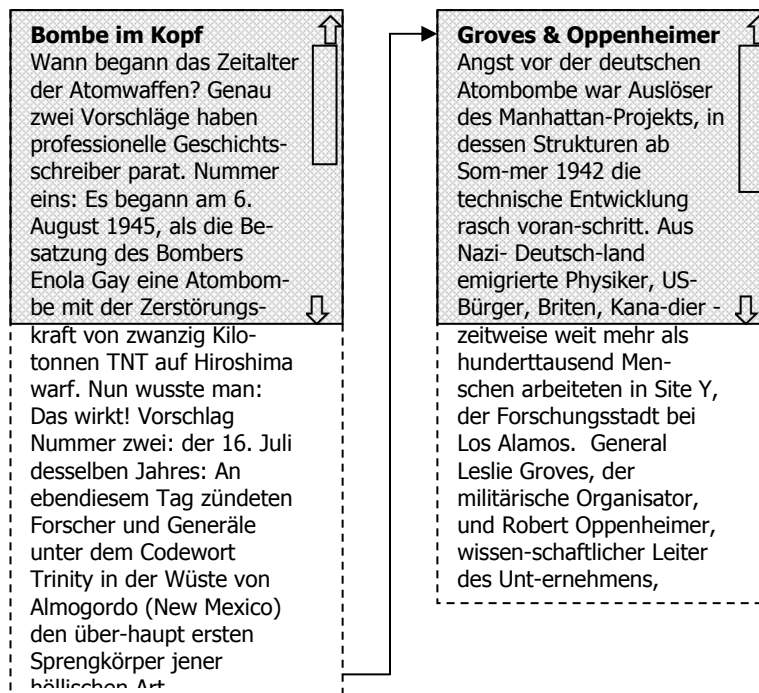 Bombe im Kopf
Wann begann das Zeitalter
der Atomwaffen? Genau
zwei Vorschläge haben
professionelle Geschichts-
schreiber parat. Nummer
eins: Es begann am 6.
August 1945, als die Be-
satzung des Bombers
Enola Gay eine Atombom-
be mit der Zerstörungs-
kraft von zwanzig Kilo-
tonnen TNT auf Hiroshima
warf. Nun wusste man:
Das wirkt! Vorschlag
Nummer zwei: der 16. Juli
desselben Jahres: An
ebendiesem Tag zündeten
Forscher und Generäle
unter dem Codewort
Trinity in der Wüste von
Almogordo (New Mexico)
den über-haupt ersten
Sprengkörper jener
höllischen Art
Groves & Oppenheimer
Angst vor der deutschen
Atombombe war Auslöser
des Manhattan-Projekts, in
dessen Strukturen ab
Som-mer 1942 die
technische Entwicklung
rasch voran-schritt. Aus
Nazi- Deutsch-land
emigrierte Physiker, US-
Bürger, Briten, Kana-dier -
zeitweise weit mehr als
hunderttausend Men-
schen arbeiteten in Site Y,
der Forschungsstadt bei
Los Alamos. General
Leslie Groves, der
militärische Organisator,
und Robert Oppenheimer,
wissen-schaftlicher Leiter
des Unt-ernehmens,